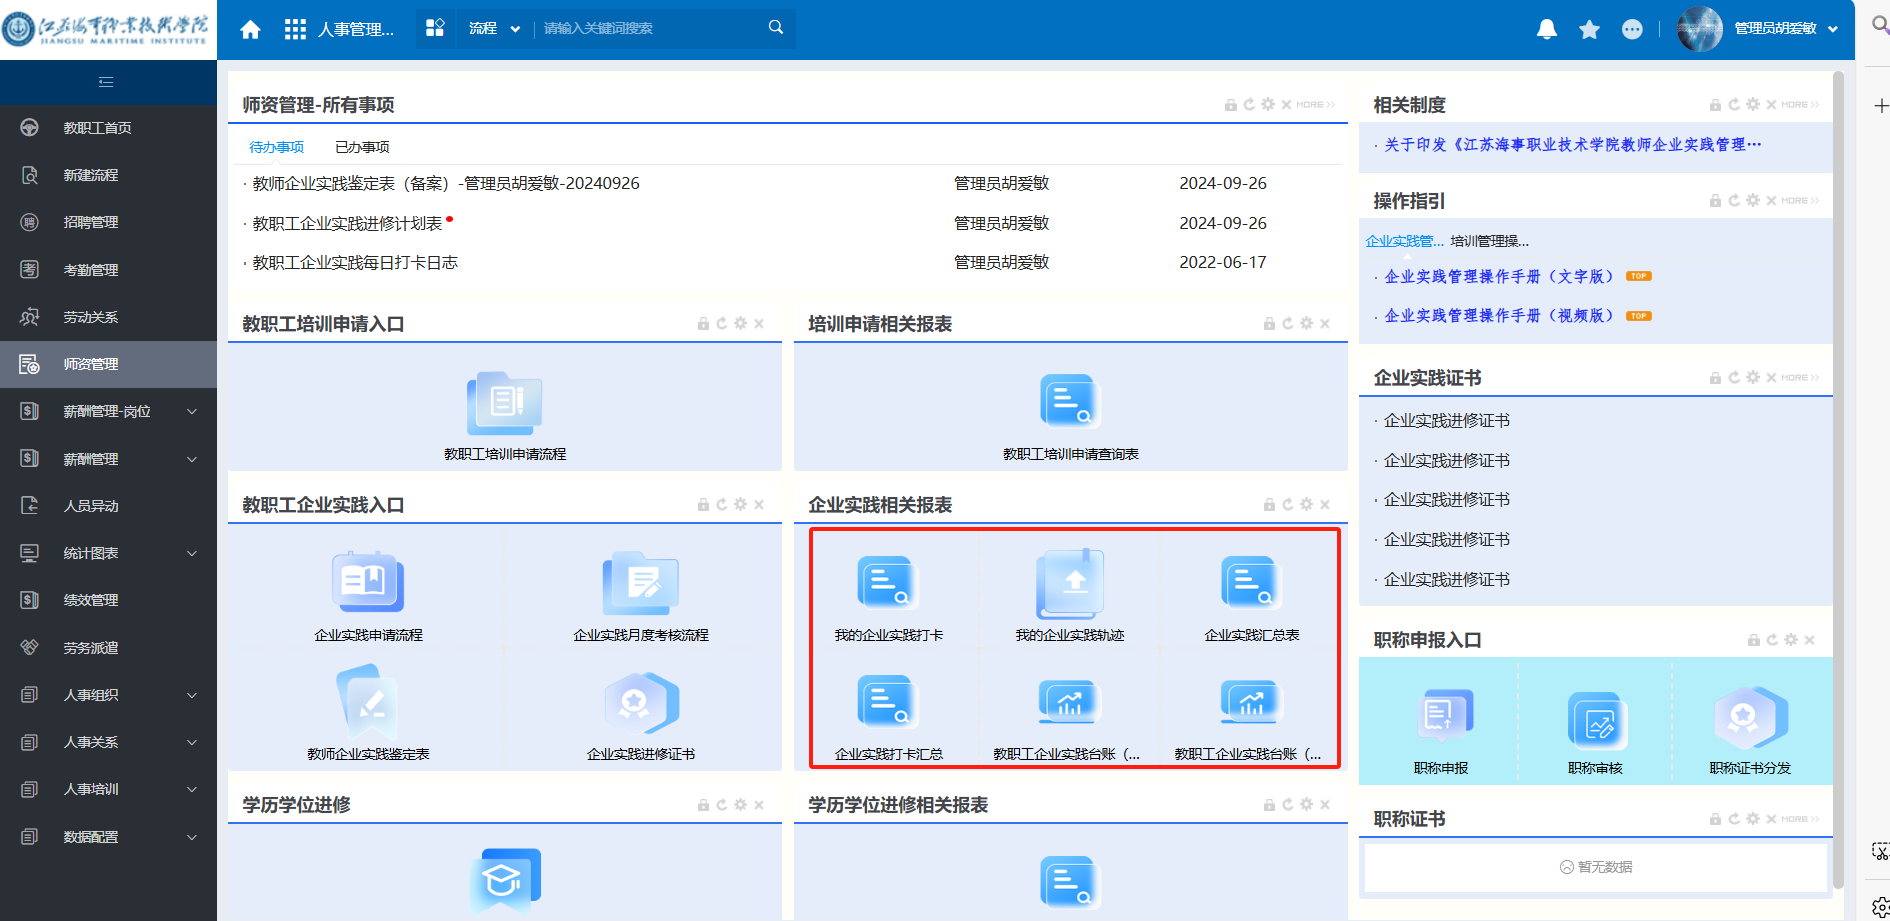 江苏海事职业技术学院
JIANGSU MARITIME INSTITUTE
人事管理...
流程
请输入关键词搜索
管理员胡爱敏
教职工首页
新建流程
招聘管理
考勤管理
劳动关系
师资管理
薪酬管理-岗位
薪酬管理
人员异动
统计图表
绩效管理
劳务派遣
人事组织
人事关系
人事培训
数据配置
师资管理-所有事项
MORE >>
待办事项 已办事项
· 教师企业实践鉴定表（备案）-管理员胡爱敏-20240926 管理员胡爱敏 2024-09-26
· 教职工企业实践进修计划表 管理员胡爱敏 2024-09-26
· 教职工企业实践每日打卡日志 管理员胡爱敏 2022-06-17
教职工培训申请入口
教职工培训申请流程
培训申请相关报表
教职工培训申请查询表
教职工企业实践入口
企业实践申请流程 企业实践月度考核流程
教师企业实践鉴定表 企业实践进修证书
企业实践相关报表
我的企业实践打卡 我的企业实践轨迹 企业实践汇总表
企业实践打卡汇总 教职工企业实践台账（... 教职工企业实践台账（...
学历学位进修
学历学位进修相关报表
相关制度
MORE >>
· 关于印发《江苏海事职业技术学院教师企业实践管理…
操作指引
MORE >>
企业实践管... 培训管理操...
· 企业实践管理操作手册（文字版） TOP
· 企业实践管理操作手册（视频版） TOP
企业实践证书
MORE >>
· 企业实践进修证书
· 企业实践进修证书
· 企业实践进修证书
· 企业实践进修证书
· 企业实践进修证书
职称申报入口
职称申报 职称审核 职称证书分发
职称证书
MORE >>
暂无数据